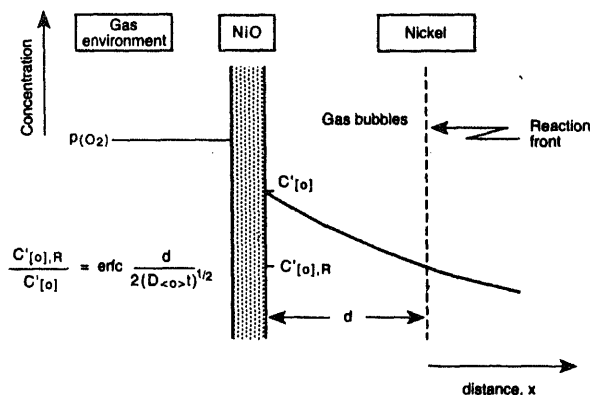 Gas
environment
NiO
Nickel
Concentration
p(O₂)
Gas bubbles
Reaction
front
C'[o]
C'[o],R / C'[o] = erfc d / 2(D<o>t)^1/2
C'[o],R
d
distance, x